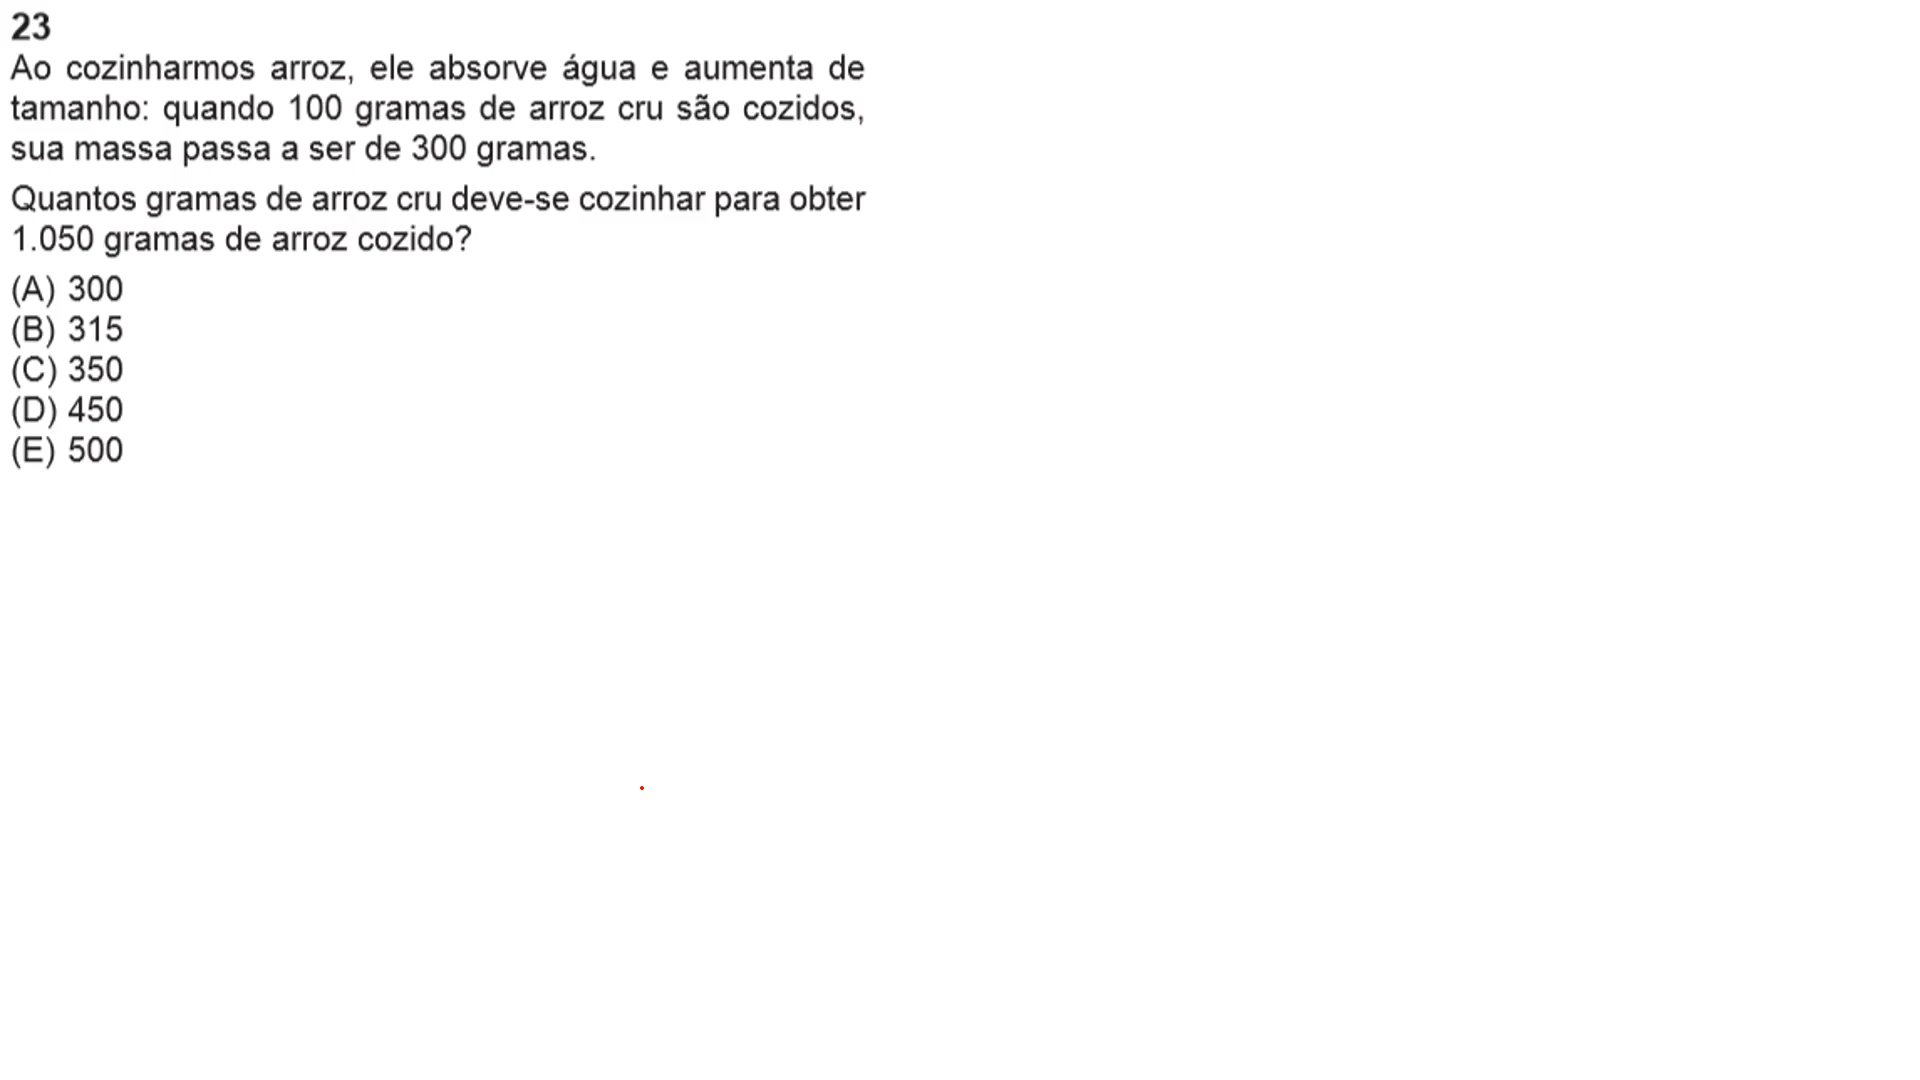 23
Ao cozinharmos arroz, ele absorve água e aumenta de
tamanho: quando 100 gramas de arroz cru são cozidos,
sua massa passa a ser de 300 gramas.
Quantos gramas de arroz cru deve-se cozinhar para obter
1.050 gramas de arroz cozido?
(A) 300
(B) 315
(C) 350
(D) 450
(E) 500